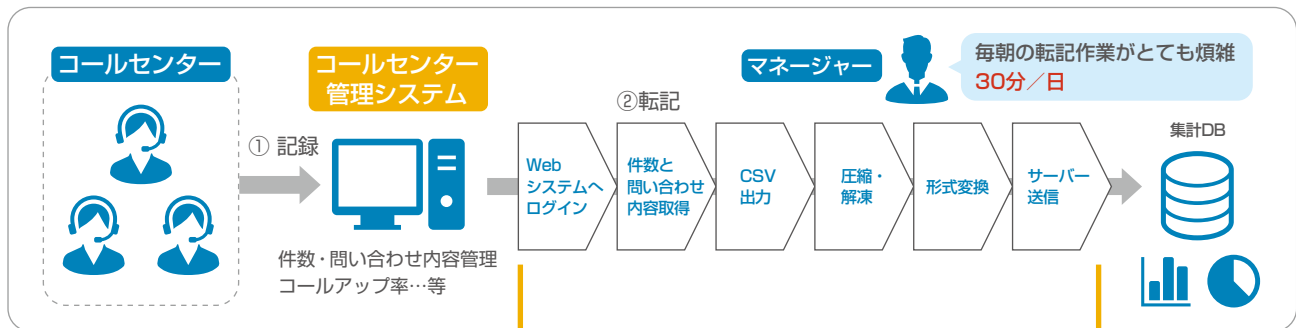 コールセンター
① 記録
コールセンター
管理システム
件数・問い合わせ内容管理
コールアップ率…等
②転記
マネージャー
毎朝の転記作業がとても煩雑
30分／日
Web
システムへ
ログイン
件数と
問い合わせ
内容取得
CSV
出力
圧縮・
解凍
形式変換
サーバー
送信
集計DB